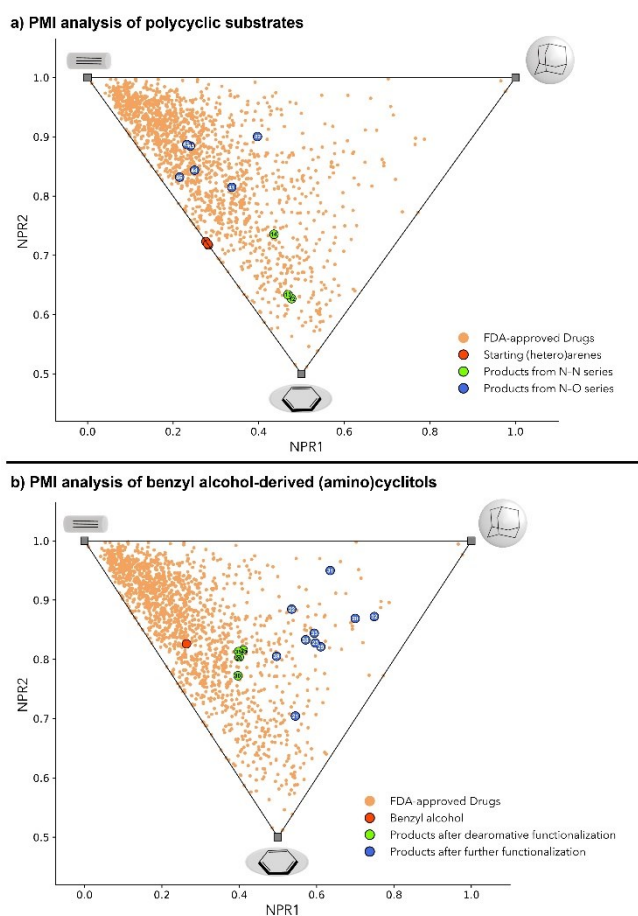 a) PMI analysis of polycyclic substrates
1.0
0.9
0.8
0.7
0.6
0.5
NPR2
FDA-approved Drugs
Starting (hetero)arenes
Products from N–N series
Products from N–O series
0.0 0.2 0.4 0.6 0.8 1.0
NPR1
b) PMI analysis of benzyl alcohol-derived (amino)cyclitols
1.0
0.9
0.8
0.7
0.6
0.5
NPR2
FDA-approved Drugs
Benzyl alcohol
Products after dearomative functionalization
Products after further functionalization
0.0 0.2 0.4 0.6 0.8 1.0
NPR1